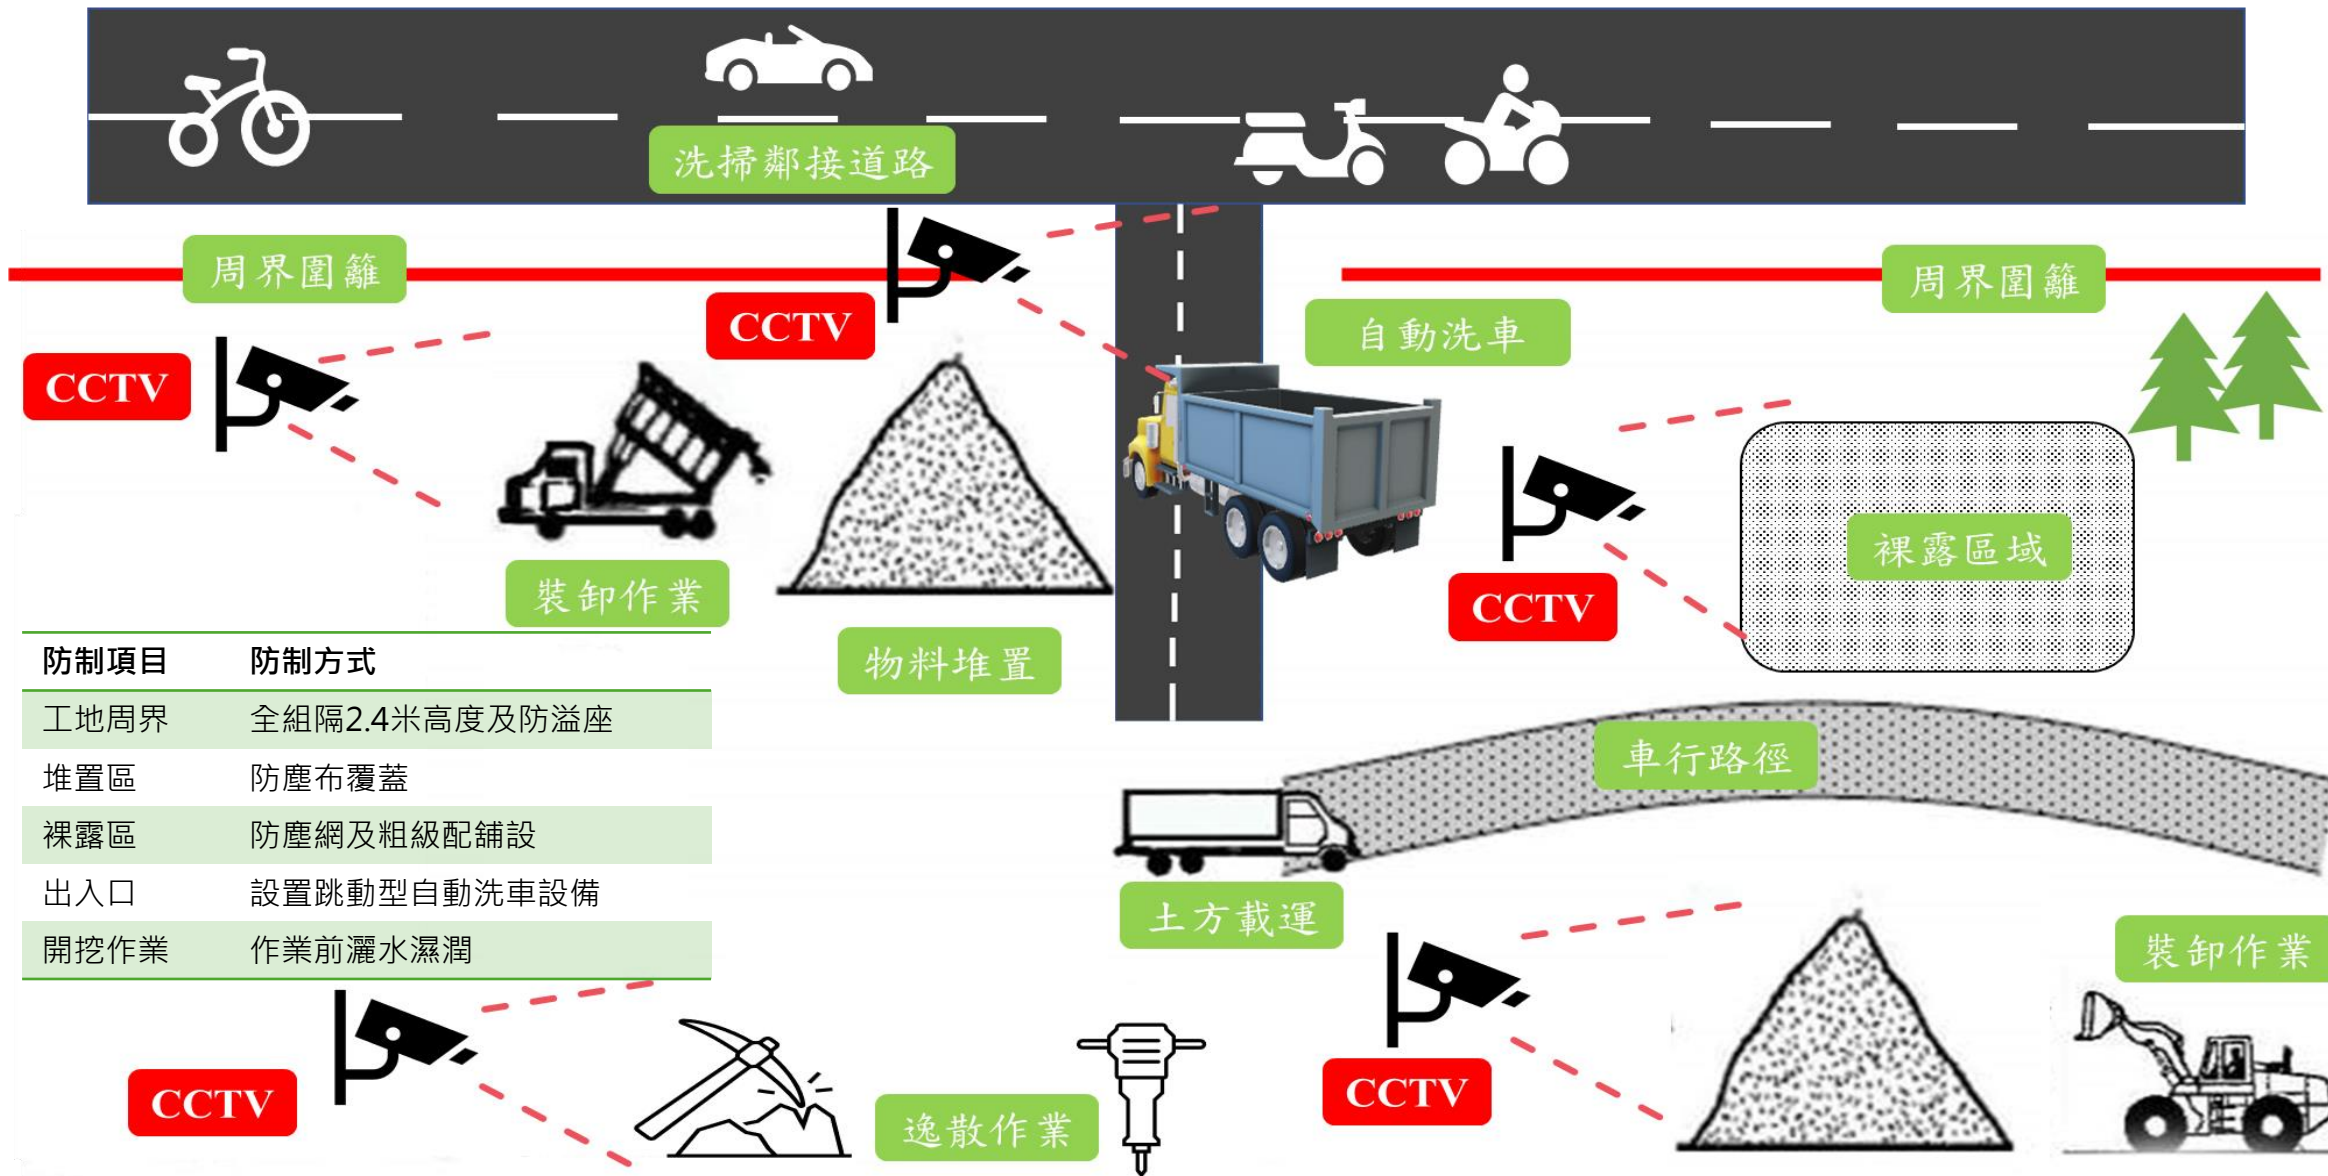 洗掃鄰接道路
周界圍籬
周界圍籬
CCTV
自動洗車
CCTV
裸露區域
裝卸作業
CCTV
物料堆置
防制項目 防制方式
工地周界 全組隔2.4米高度及防溢座
堆置區 防塵布覆蓋
裸露區 防塵網及粗級配舖設
出入口 設置跳動型自動洗車設備
開挖作業 作業前灑水濕潤
車行路徑
土方載運
裝卸作業
CCTV
CCTV
逸散作業